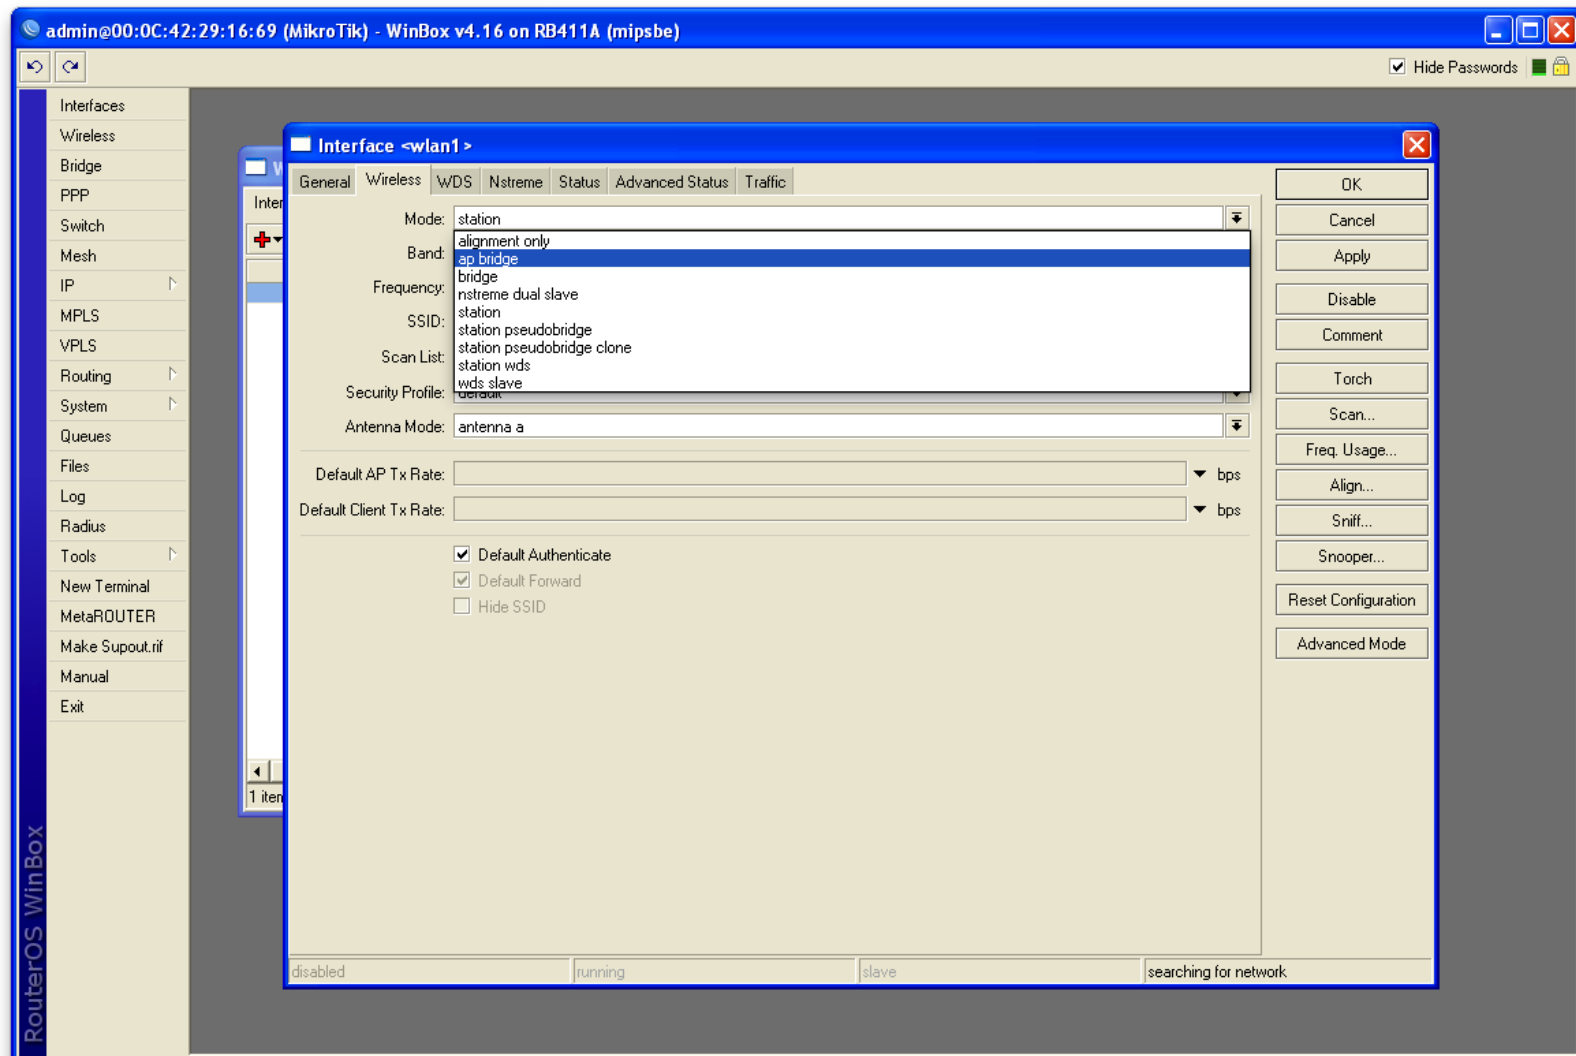 admin@00:0C:42:29:16:69 (MikroTik) - WinBox v4.16 on RB411A (mipsbe)
Hide Passwords
Interfaces
Wireless
Bridge
PPP
Switch
Mesh
IP
MPLS
VPLS
Routing
System
Queues
Files
Log
Radius
Tools
New Terminal
MetaROUTER
Make Supout.rif
Manual
Exit
RouterOS WinBox
Inter
1 item
Interface <wlan1>
General Wireless WDS Nstreme Status Advanced Status Traffic
Mode: station
alignment only
ap bridge
bridge
nstreme dual slave
station
station pseudobridge
station pseudobridge clone
station wds
wds slave
Band:
Frequency:
SSID:
Scan List:
Security Profile: default
Antenna Mode: antenna a
Default AP Tx Rate: bps
Default Client Tx Rate: bps
Default Authenticate
Default Forward
Hide SSID
OK
Cancel
Apply
Disable
Comment
Torch
Scan...
Freq. Usage...
Align...
Sniff...
Snooper...
Reset Configuration
Advanced Mode
disabled running slave searching for network